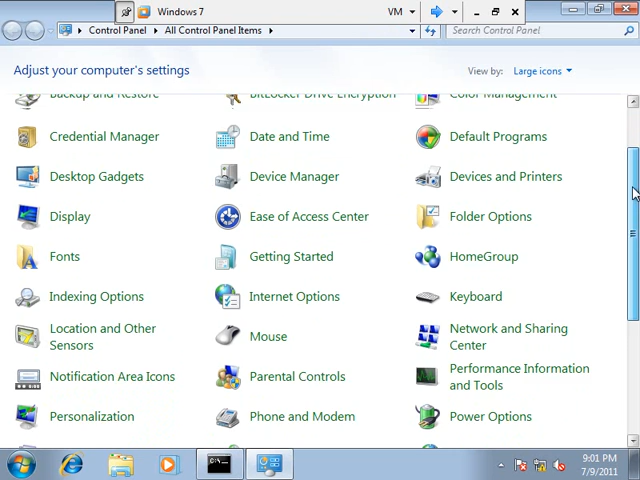 Windows 7
VM
Control Panel
All Control Panel Items
Search Control Panel
Adjust your computer's settings
View by:
Large icons
Backup and Restore
BitLocker Drive Encryption
Color Management
Credential Manager
Date and Time
Default Programs
Desktop Gadgets
Device Manager
Devices and Printers
Display
Ease of Access Center
Folder Options
Fonts
Getting Started
HomeGroup
Indexing Options
Internet Options
Keyboard
Location and Other
Sensors
Mouse
Network and Sharing
Center
Notification Area Icons
Parental Controls
Performance Information
and Tools
Personalization
Phone and Modem
Power Options
C:\
9:01 PM
7/9/2011